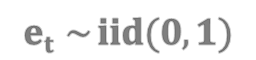 eₜ ~ iid(0, 1)